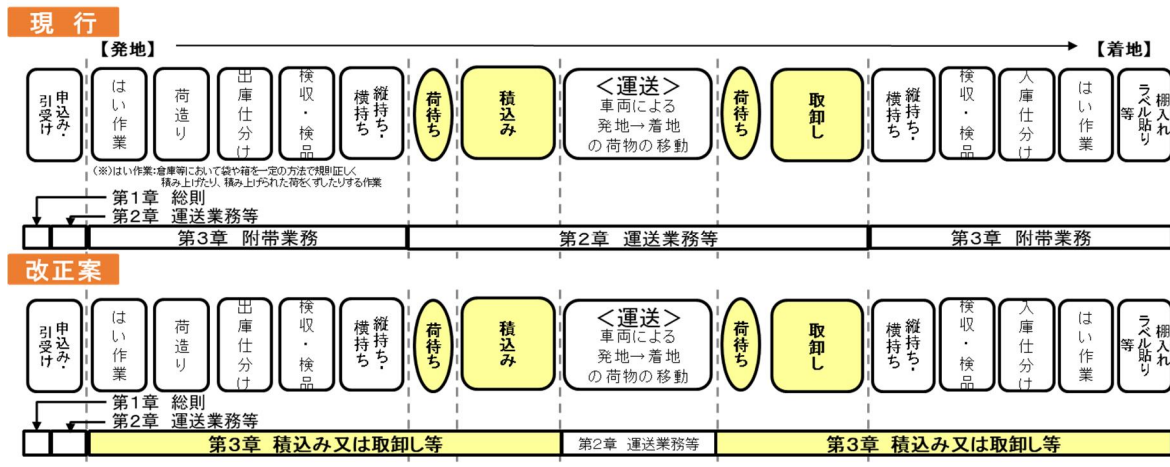 現 行
【発地】
【着地】
申込み・
引受け
はい作業
荷造り
出庫仕分け
検収・検品
縦持ち・
横持ち
荷待ち
積込み
＜運送＞
車両による
発地→着地
の荷物の移動
荷待ち
取卸し
縦持ち・
横持ち
検収・検品
入庫仕分け
はい作業
棚入れ
ラベル貼り
等
(※)はい作業:倉庫等において袋や箱を一定の方法で規則正しく
積み上げたり、積み上げられた荷をくずしたりする作業
第1章 総則
第2章 運送業務等
第3章 附帯業務
第2章 運送業務等
第3章 附帯業務
改正案
申込み・
引受け
はい作業
荷造り
出庫仕分け
検収・検品
縦持ち・
横持ち
荷待ち
積込み
＜運送＞
車両による
発地→着地
の荷物の移動
荷待ち
取卸し
縦持ち・
横持ち
検収・検品
入庫仕分け
はい作業
棚入れ
ラベル貼り
等
第1章 総則
第2章 運送業務等
第3章 積込み又は取卸し等
第2章 運送業務等
第3章 積込み又は取卸し等